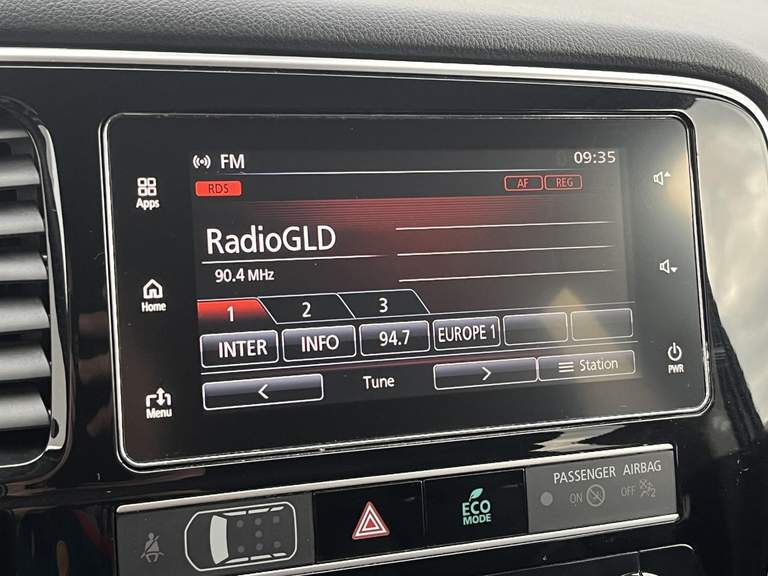 FM 09:35
RDS AF REG
Apps
RadioGLD
90.4 MHz
Home
1 2 3
INTER INFO 94.7 EUROPE 1
< Tune > Station
Menu
PWR
PASSENGER AIRBAG
ON OFF 2
ECO
MODE